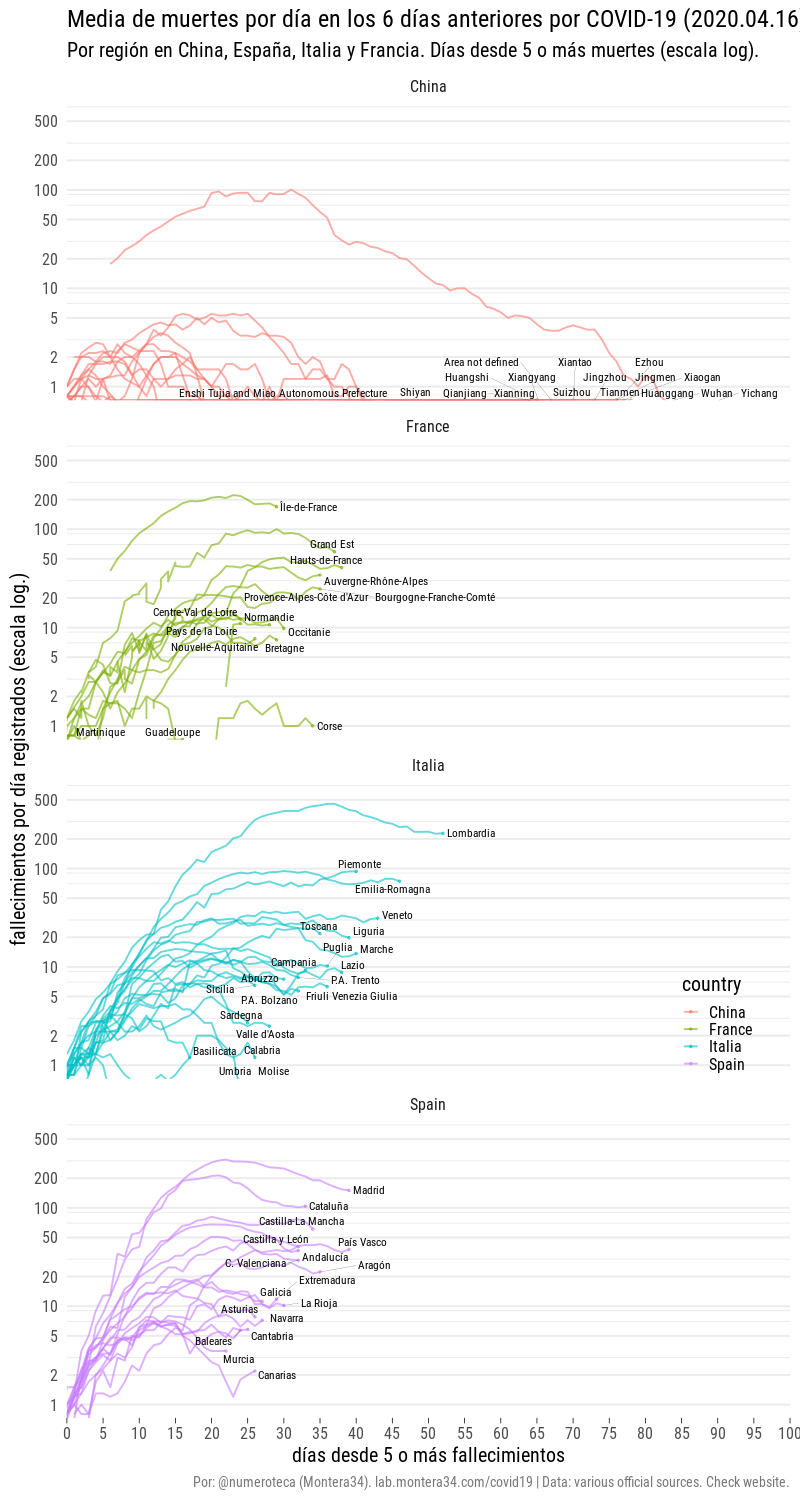 Media de muertes por día en los 6 días anteriores por COVID-19 (2020.04.16)
Por región en China, España, Italia y Francia. Días desde 5 o más muertes (escala log).
fallecimientos por día registrados (escala log.)
China
500
200
100
50
20
10
5
2
1
Area not defined
Xiantao
Ezhou
Huangshi
Xiangyang
Jingzhou
Jingmen
Xiaogan
Enshi Tujia and Miao Autonomous Prefecture
Shiyan
Qianjiang
Xianning
Suizhou
Tianmen
Huanggang
Wuhan
Yichang
France
500
200
100
50
20
10
5
2
1
Île-de-France
Grand Est
Hauts-de-France
Auvergne-Rhône-Alpes
Provence-Alpes-Côte d'Azur
Bourgogne-Franche-Comté
Centre-Val de Loire
Normandie
Pays de la Loire
Occitanie
Nouvelle-Aquitaine
Bretagne
Corse
Martinique
Guadeloupe
Italia
500
200
100
50
20
10
5
2
1
Lombardia
Piemonte
Emilia-Romagna
Veneto
Toscana
Liguria
Puglia
Marche
Campania
Lazio
Abruzzo
P.A. Trento
Sicilia
P.A. Bolzano
Friuli Venezia Giulia
Sardegna
Valle d'Aosta
Basilicata
Calabria
Umbria
Molise
country
China
France
Italia
Spain
Spain
500
200
100
50
20
10
5
2
1
Madrid
Cataluña
Castilla-La Mancha
Castilla y León
País Vasco
C. Valenciana
Andalucía
Aragón
Extremadura
Galicia
La Rioja
Asturias
Navarra
Baleares
Cantabria
Murcia
Canarias
0 5 10 15 20 25 30 35 40 45 50 55 60 65 70 75 80 85 90 95 100
días desde 5 o más fallecimientos
Por: @numeroteca (Montera34). lab.montera34.com/covid19 | Data: various official sources. Check website.